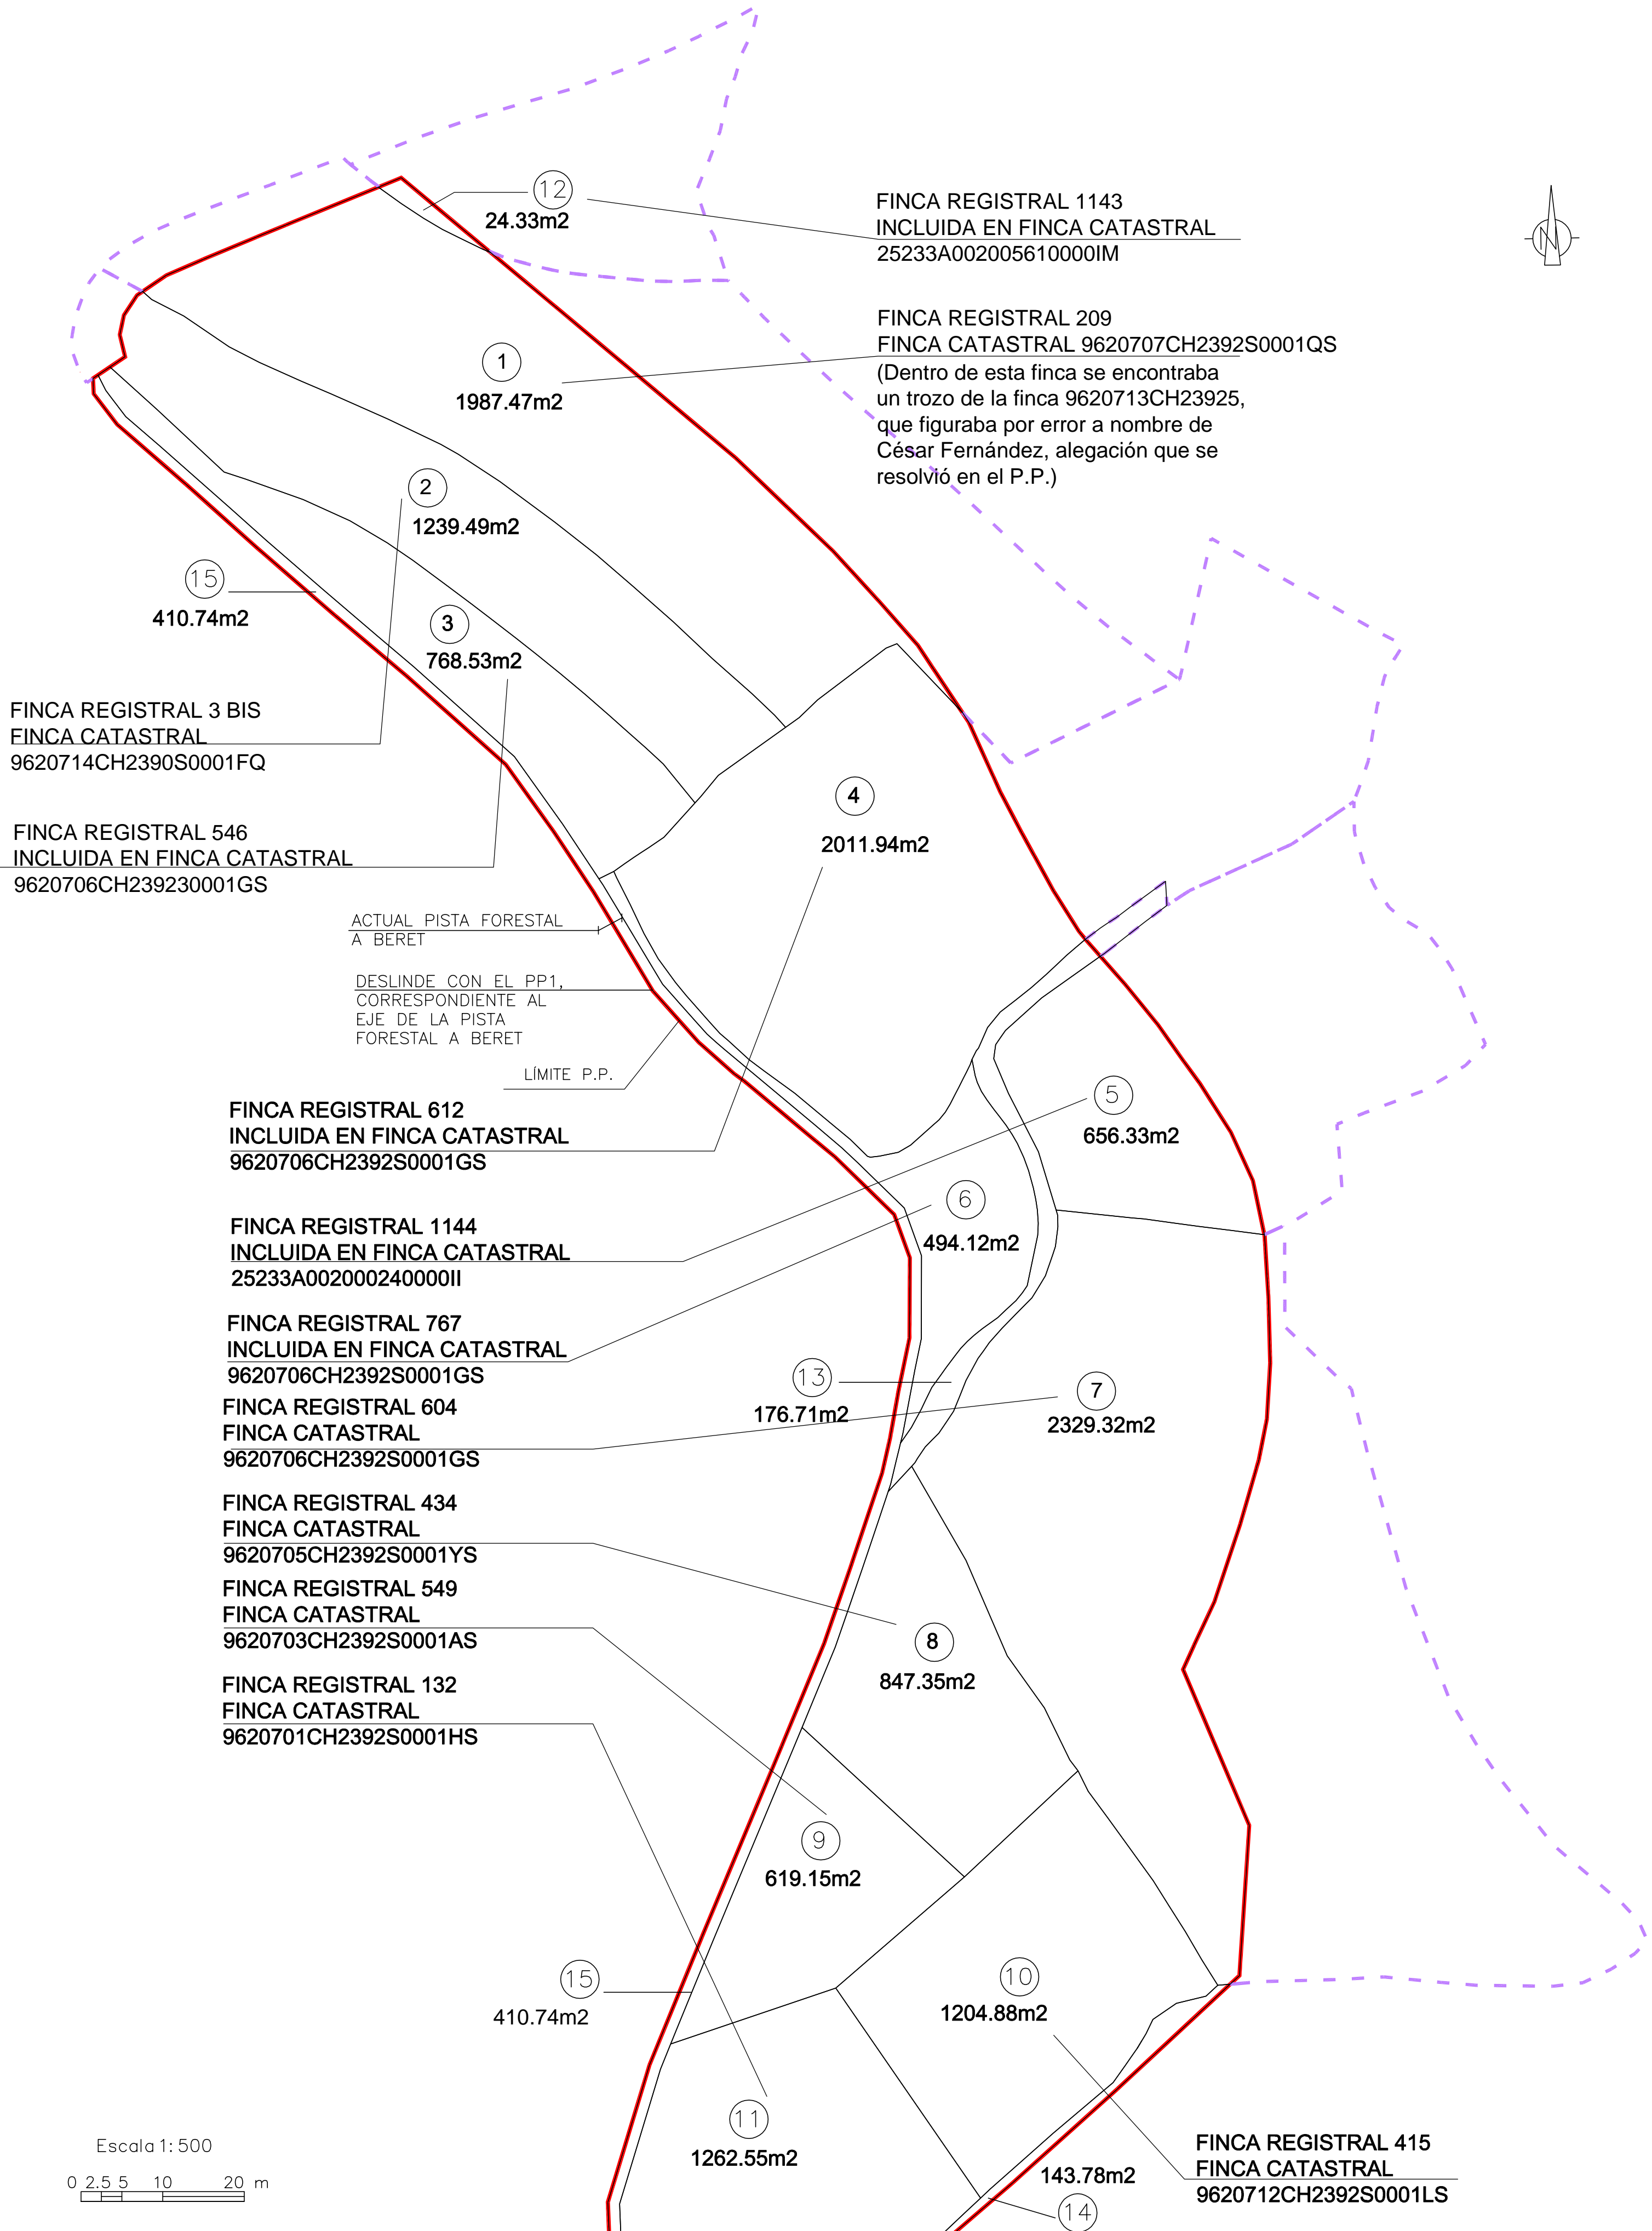 12
24.33m2
FINCA REGISTRAL 1143
INCLUIDA EN FINCA CATASTRAL
25233A002005610000IM
N
FINCA REGISTRAL 209
FINCA CATASTRAL 9620707CH2392S0001QS
(Dentro de esta finca se encontraba
un trozo de la finca 9620713CH23925,
que figuraba por error a nombre de
César Fernández, alegación que se
resolvió en el P.P.)
1
1987.47m2
2
1239.49m2
15
410.74m2
3
768.53m2
FINCA REGISTRAL 3 BIS
FINCA CATASTRAL
9620714CH2390S0001FQ
4
2011.94m2
FINCA REGISTRAL 546
INCLUIDA EN FINCA CATASTRAL
9620706CH239230001GS
ACTUAL PISTA FORESTAL
A BERET
DESLINDE CON EL PP1,
CORRESPONDIENTE AL
EJE DE LA PISTA
FORESTAL A BERET
LÍMITE P.P.
FINCA REGISTRAL 612
INCLUIDA EN FINCA CATASTRAL
9620706CH2392S0001GS
5
656.33m2
6
494.12m2
FINCA REGISTRAL 1144
INCLUIDA EN FINCA CATASTRAL
25233A002000240000II
FINCA REGISTRAL 767
INCLUIDA EN FINCA CATASTRAL
9620706CH2392S0001GS
13
176.71m2
7
2329.32m2
FINCA REGISTRAL 604
FINCA CATASTRAL
9620706CH2392S0001GS
FINCA REGISTRAL 434
FINCA CATASTRAL
9620705CH2392S0001YS
FINCA REGISTRAL 549
FINCA CATASTRAL
9620703CH2392S0001AS
8
847.35m2
FINCA REGISTRAL 132
FINCA CATASTRAL
9620701CH2392S0001HS
9
619.15m2
15
410.74m2
10
1204.88m2
11
1262.55m2
143.78m2
14
FINCA REGISTRAL 415
FINCA CATASTRAL
9620712CH2392S0001LS
Escala 1:500
0 2.5 5 10 20 m